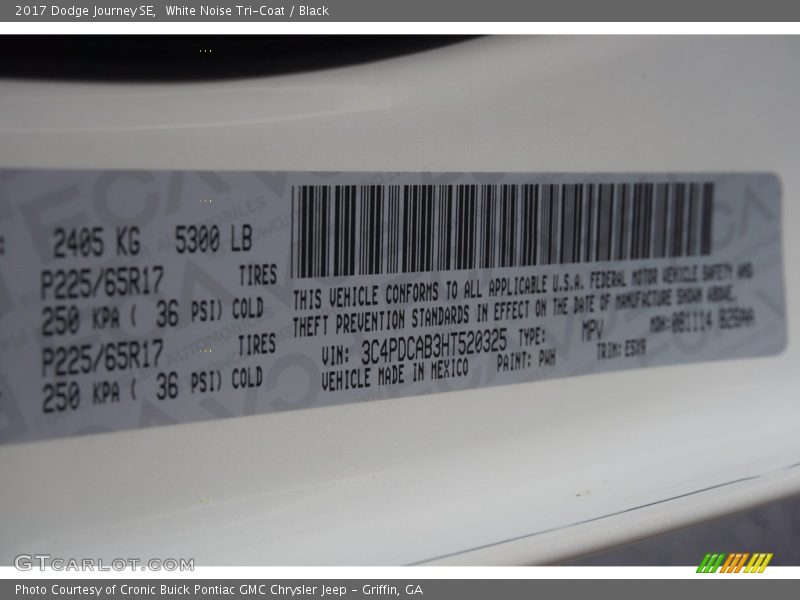 2017 Dodge Journey SE, White Noise Tri-Coat / Black
2405 KG 5300 LB
P225/65R17 TIRES
250 KPA ( 36 PSI) COLD
P225/65R17 TIRES
250 KPA ( 36 PSI) COLD
THIS VEHICLE CONFORMS TO ALL APPLICABLE U.S.A. FEDERAL MOTOR VEHICLE SAFETY AND
THEFT PREVENTION STANDARDS IN EFFECT ON THE DATE OF MANUFACTURE SHOWN ABOVE.
VIN: 3C4PDCAB3HT520325 TYPE: MPV
VEHICLE MADE IN MEXICO PAINT: PWH TRIM:
GTCARLOT.COM
Photo Courtesy of Cronic Buick Pontiac GMC Chrysler Jeep - Griffin, GA